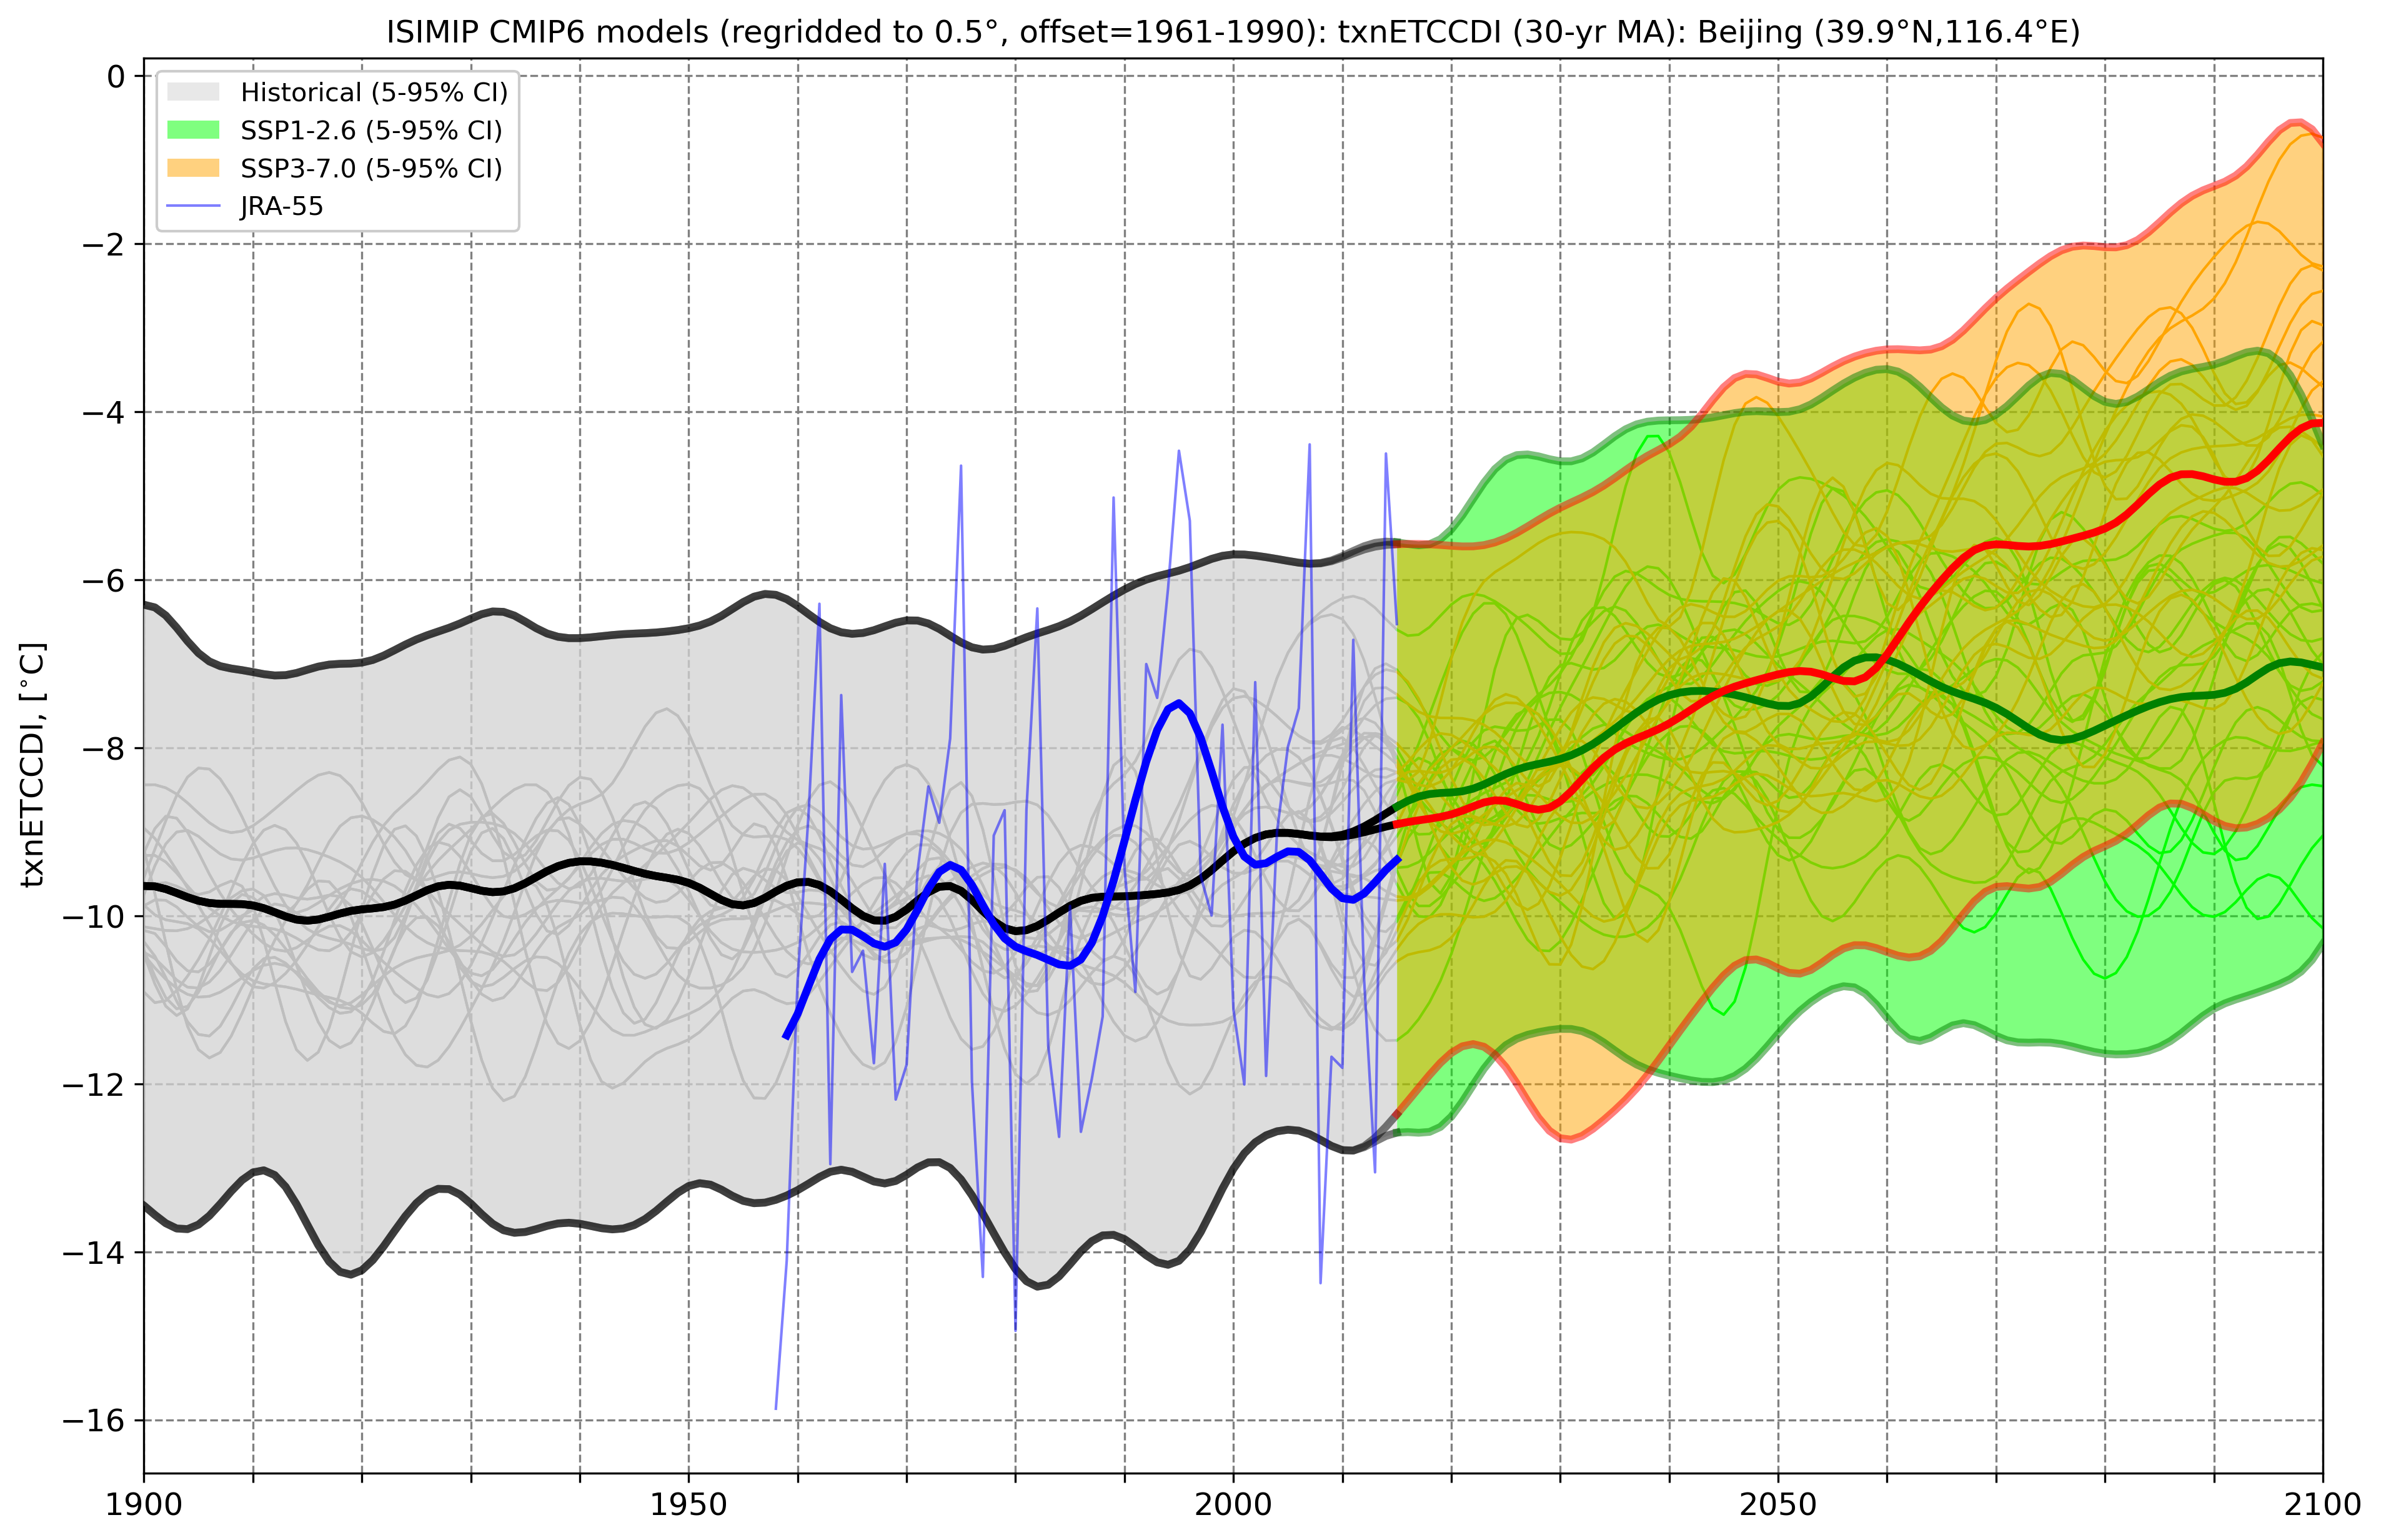 ISIMIP CMIP6 models (regridded to 0.5°, offset=1961-1990): txnETCCDI (30-yr MA): Beijing (39.9°N,116.4°E)
Historical (5-95% CI)
SSP1-2.6 (5-95% CI)
SSP3-7.0 (5-95% CI)
JRA-55
txnETCCDI, [°C]
0
−2
−4
−6
−8
−10
−12
−14
−16
1900
1950
2000
2050
2100